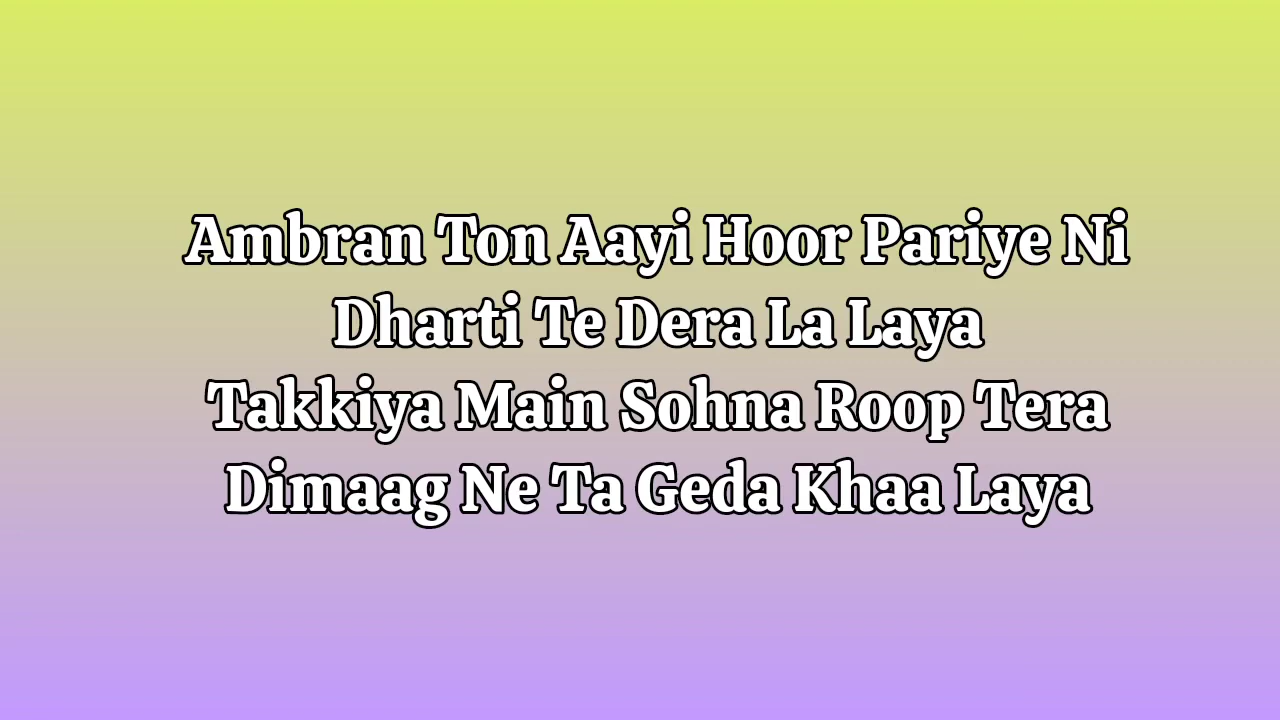 Ambran Ton Aayi Hoor Pariye Ni
Dharti Te Dera La Laya
Takkiya Main Sohna Roop Tera
Dimaag Ne Ta Geda Khaa Laya